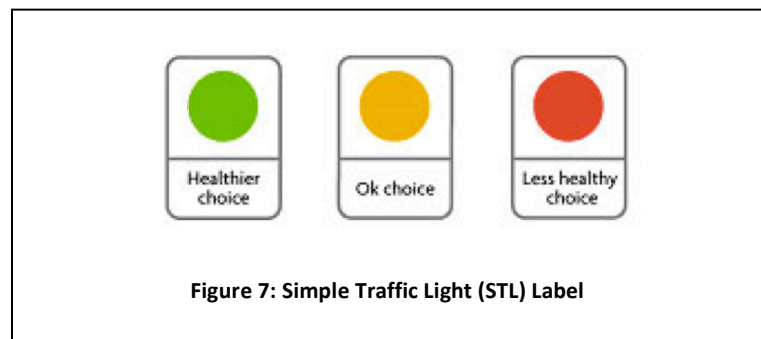 Healthier
choice
Ok choice
Less healthy
choice
Figure 7: Simple Traffic Light (STL) Label